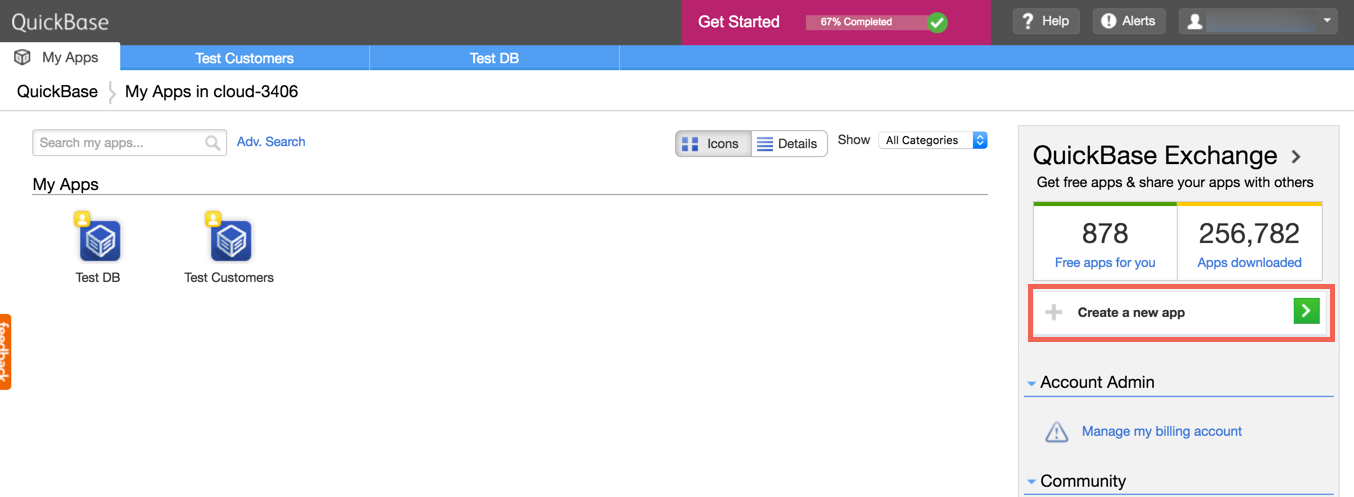 QuickBase
Get Started
67% Completed
Help
Alerts
My Apps
Test Customers
Test DB
QuickBase
My Apps in cloud-3406
Search my apps...
Adv. Search
Icons
Details
Show
All Categories
QuickBase Exchange
Get free apps & share your apps with others
My Apps
878
256,782
Free apps for you
Apps downloaded
Test DB
Test Customers
Create a new app
feedback
Account Admin
Manage my billing account
Community